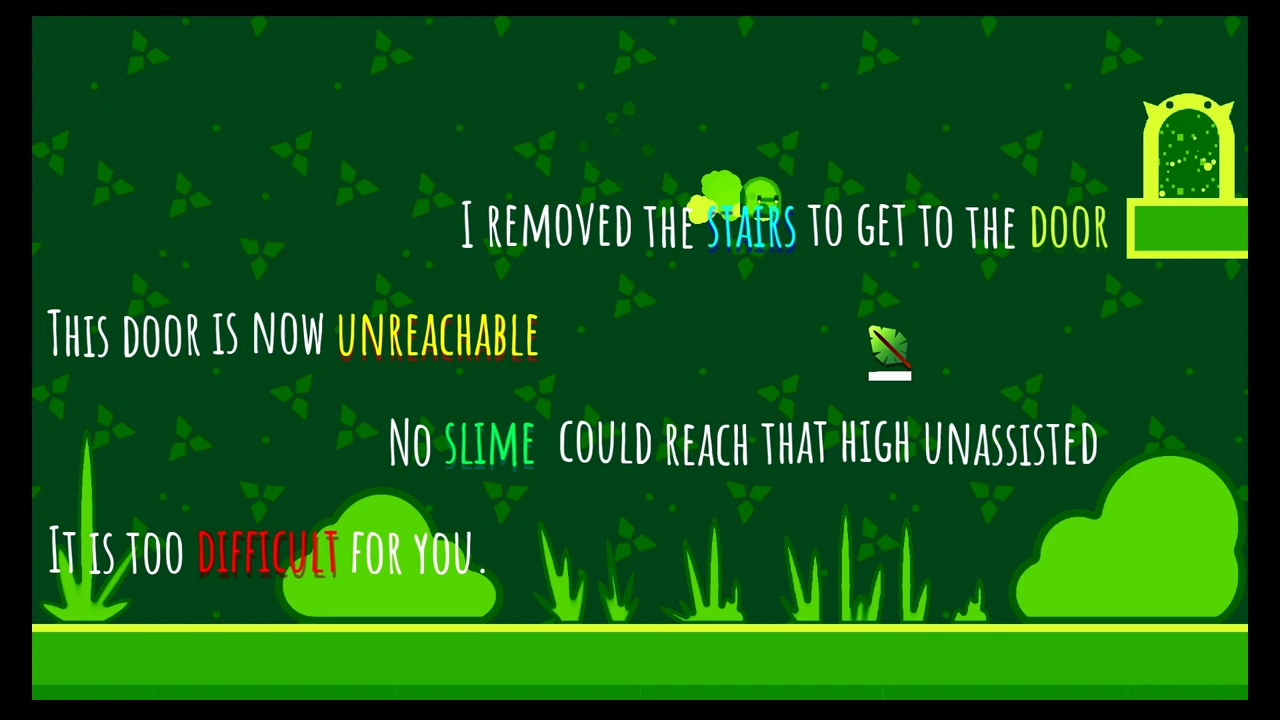 I REMOVED THE STAIRS TO GET TO THE DOOR
THIS DOOR IS NOW UNREACHABLE
NO SLIME COULD REACH THAT HIGH UNASSISTED
IT IS TOO DIFFICULT FOR YOU.